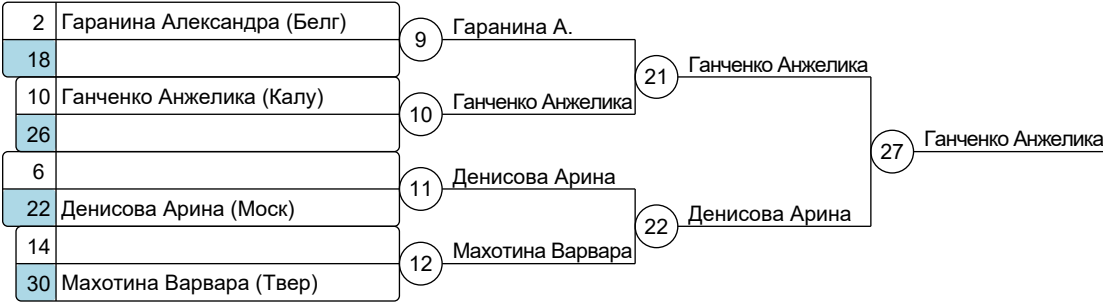 2 Гаранина Александра (Белг)
18
10 Ганченко Анжелика (Калу)
26
6
22 Денисова Арина (Моск)
14
30 Махотина Варвара (Твер)
9 Гаранина А.
10 Ганченко Анжелика
11 Денисова Арина
12 Махотина Варвара
21 Ганченко Анжелика
22 Денисова Арина
27 Ганченко Анжелика